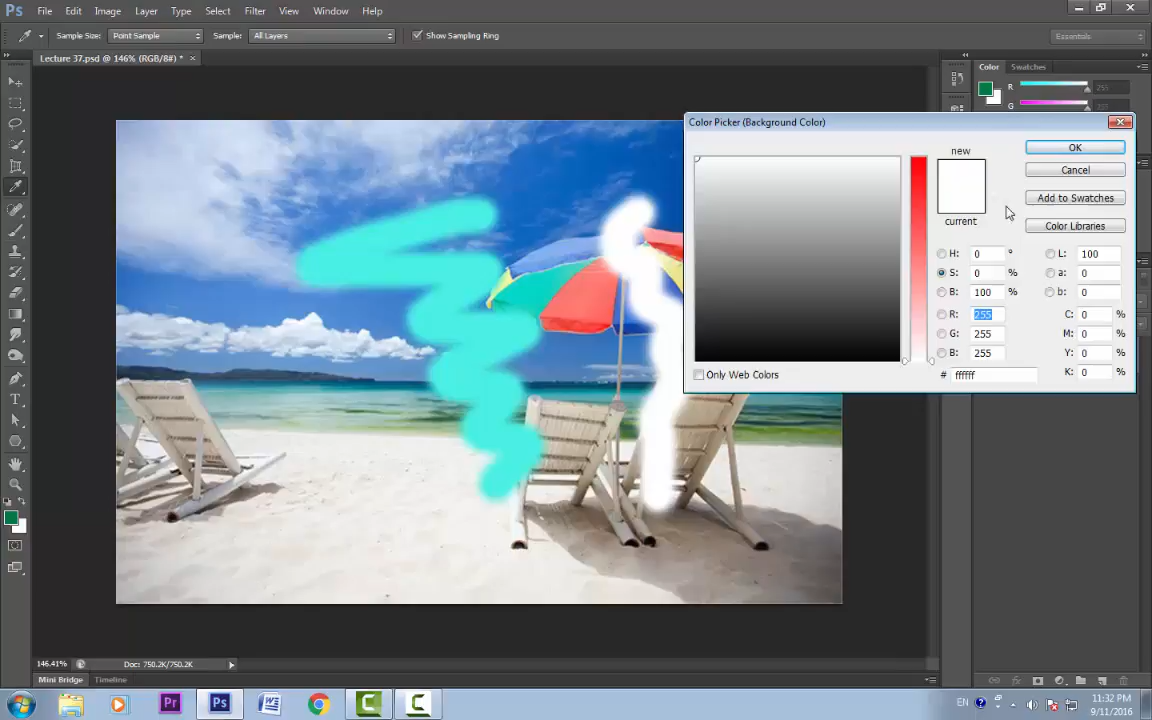 Ps File Edit Image Layer Type Select Filter View Window Help
Sample Size: Point Sample Sample: All Layers Show Sampling Ring Essentials
Lecture 37.psd @ 146% (RGB/8#) * ×
Color Swatches
R 255
G 255
Color Picker (Background Color)
new
OK
Cancel
Add to Swatches
current
Color Libraries
H: 0 ° L: 100
S: 0 % a: 0
B: 100 % b: 0
R: 255 C: 0 %
G: 255 M: 0 %
B: 255 Y: 0 %
# ffffff K: 0 %
Only Web Colors
146.41% Doc: 750.2K/750.2K
Mini Bridge Timeline
Pr Ps W C C
EN 11:32 PM
9/11/2016